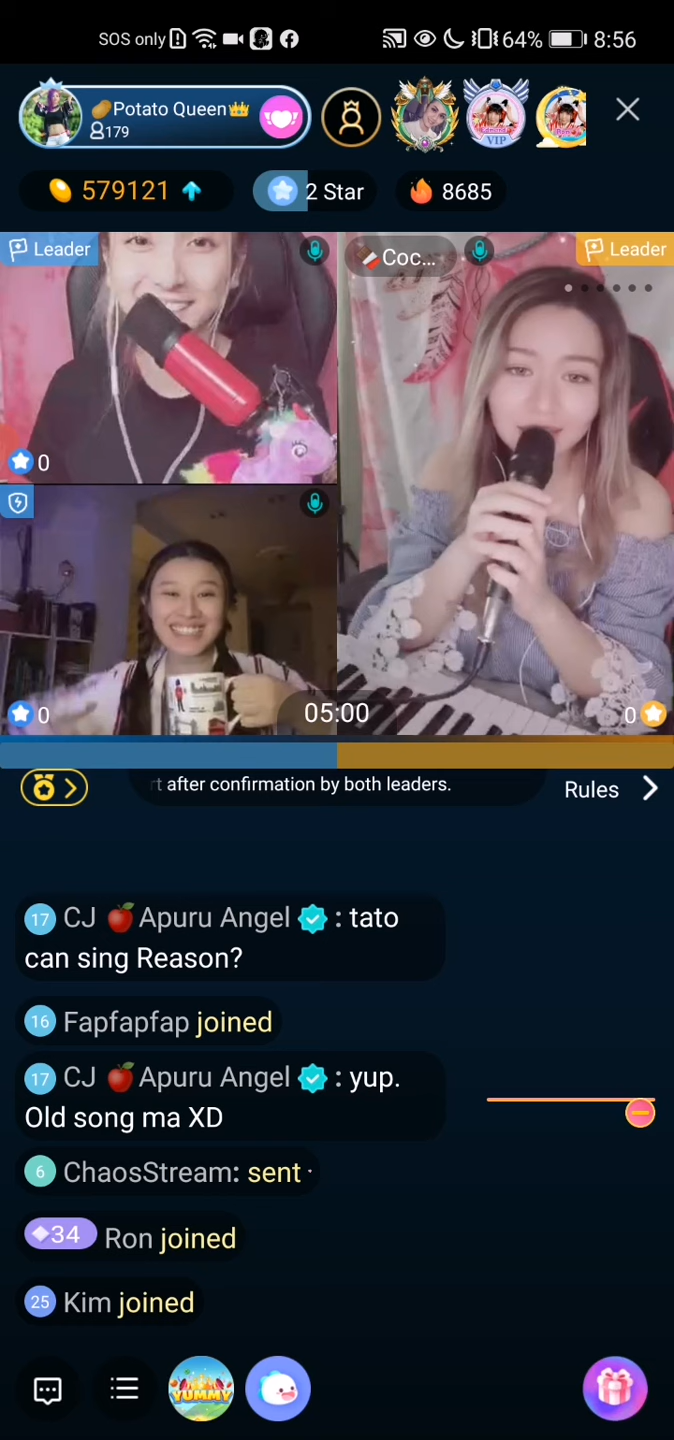 SOS only
64% 8:56
Potato Queen
179
VIP
579121
2 Star
8685
Leader
Coc...
Leader
0
0
05:00
0
t after confirmation by both leaders.
Rules
17 CJ Apuru Angel : tato
can sing Reason?
16 Fapfapfap joined
17 CJ Apuru Angel : yup.
Old song ma XD
6 ChaosStream: sent
34 Ron joined
25 Kim joined
YUMMY